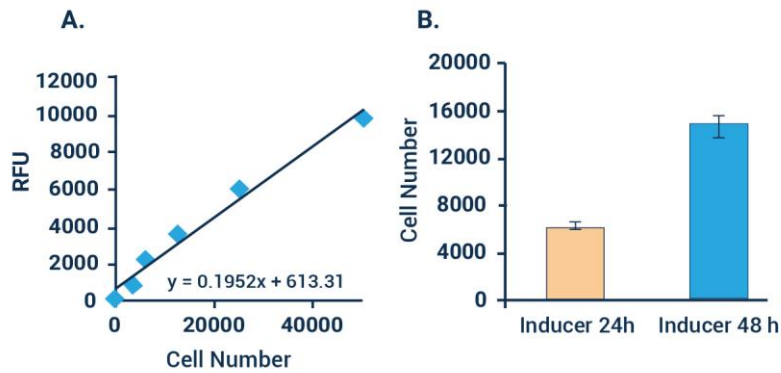 A.
12000
10000
8000
6000
4000
2000
0
RFU
y = 0.1952x + 613.31
0 20000 40000
Cell Number
B.
20000
16000
12000
8000
4000
0
Cell Number
Inducer 24h Inducer 48 h